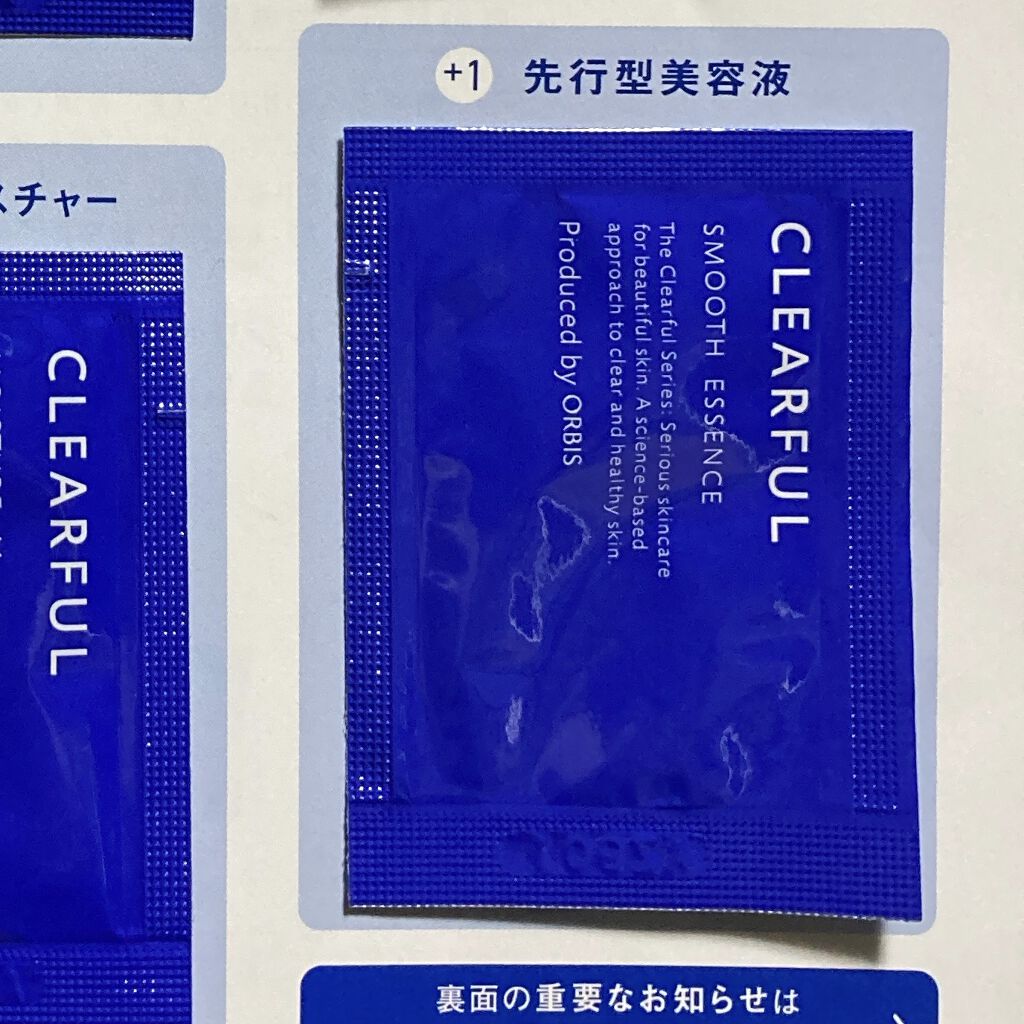 +1 先行型美容液
CLEARFUL
SMOOTH ESSENCE
The Clearful Series: Serious skincare
for beautiful skin. A science-based
approach to clear and healthy skin.
Produced by ORBIS
スチャー
CLEARFUL
裏面の重要なお知らせは